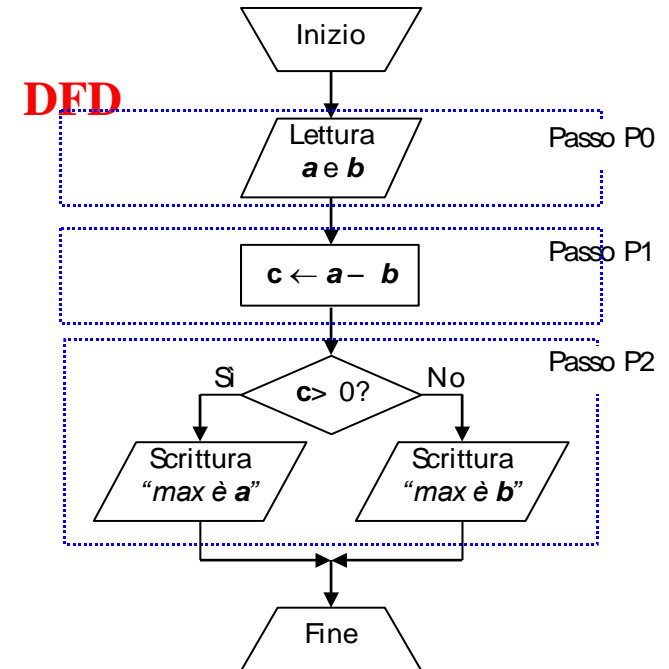 Inizio
DFD
Lettura
a e b
Passo P0
c ← a – b
Passo P1
Passo P2
Sì
c> 0?
No
Scrittura
“max è a”
Scrittura
“max è b”
Fine